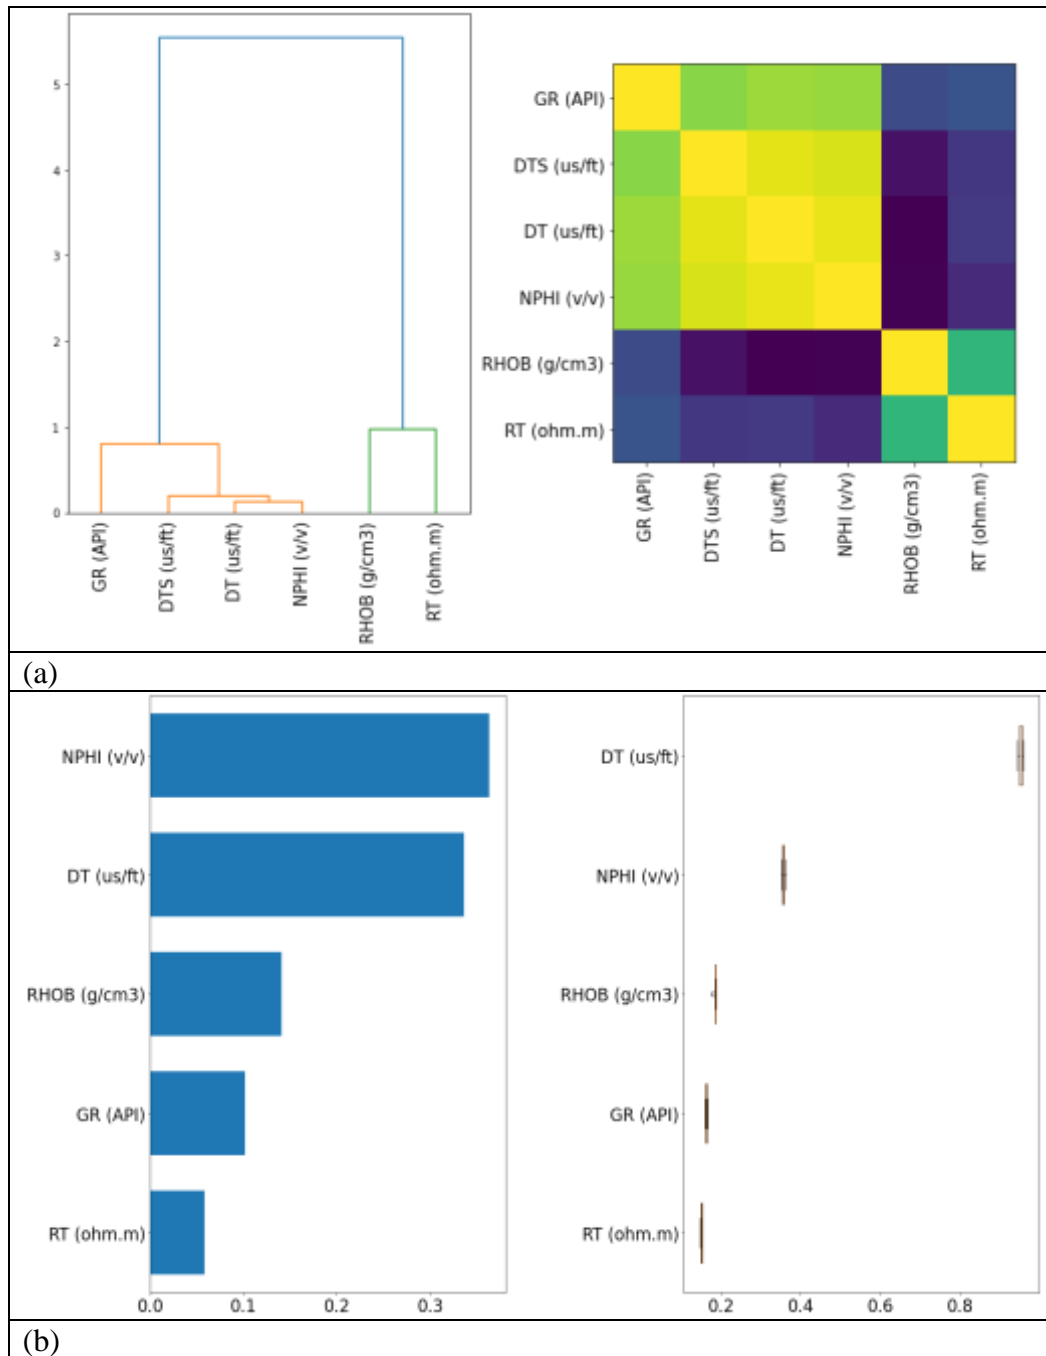 5
4
3
2
1
0
GR (API)
DTS (us/ft)
DT (us/ft)
NPHI (v/v)
RHOB (g/cm3)
RT (ohm.m)
GR (API)
DTS (us/ft)
DT (us/ft)
NPHI (v/v)
RHOB (g/cm3)
RT (ohm.m)
GR (API)
DTS (us/ft)
DT (us/ft)
NPHI (v/v)
RHOB (g/cm3)
RT (ohm.m)
(a)
NPHI (v/v)
DT (us/ft)
RHOB (g/cm3)
GR (API)
RT (ohm.m)
0.0 0.1 0.2 0.3
DT (us/ft)
NPHI (v/v)
RHOB (g/cm3)
GR (API)
RT (ohm.m)
0.2 0.4 0.6 0.8
(b)